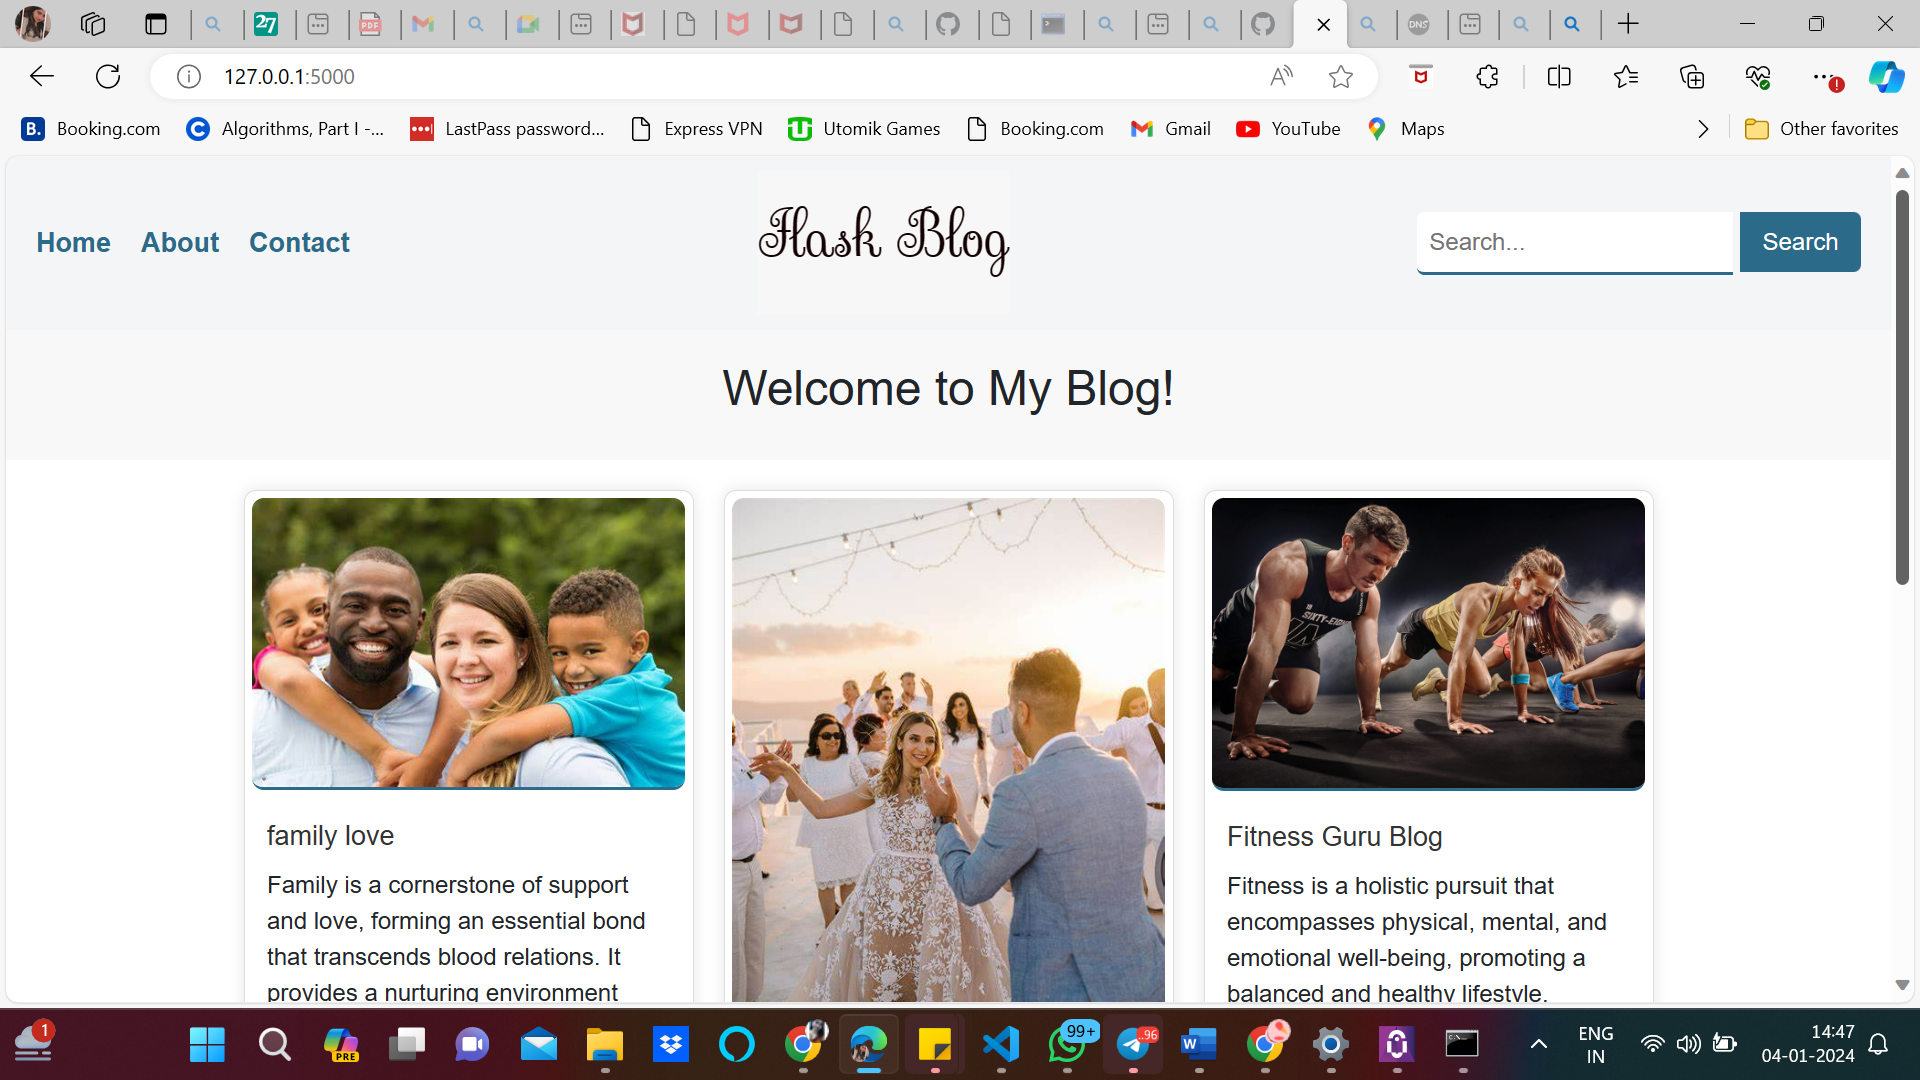 27
PDF
DNS
127.0.0.1:5000
Booking.com
Algorithms, Part I -...
LastPass password...
Express VPN
Utomik Games
Booking.com
Gmail
YouTube
Maps
Other favorites
Home
About
Contact
Flask Blog
Search...
Search
Welcome to My Blog!
SIXTY-EIGHT
family love
Family is a cornerstone of support
and love, forming an essential bond
that transcends blood relations. It
provides a nurturing environment
Fitness Guru Blog
Fitness is a holistic pursuit that
encompasses physical, mental, and
emotional well-being, promoting a
balanced and healthy lifestyle.
1
PRE
99+
..96
ENG
IN
14:47
04-01-2024